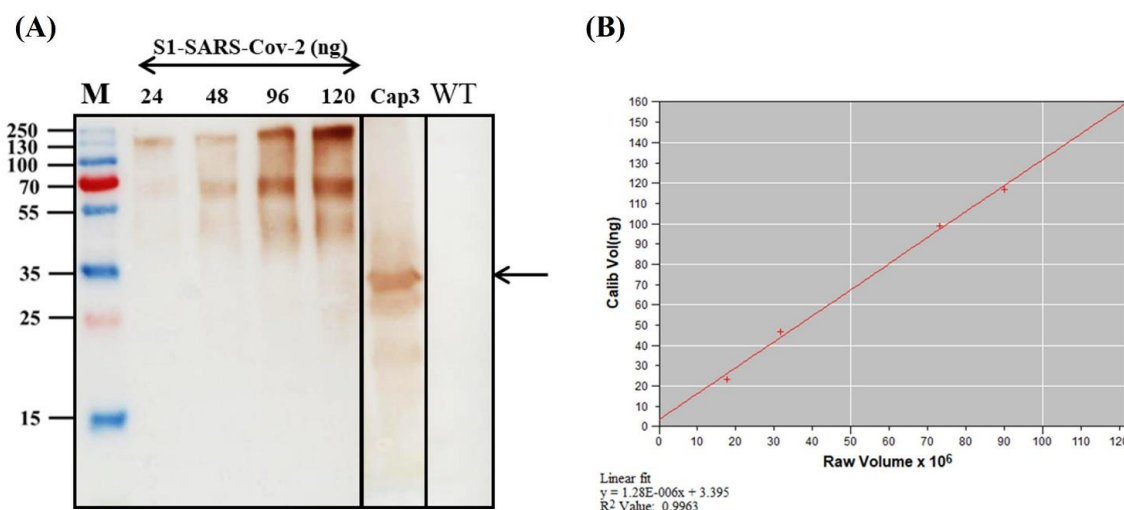 (A)
S1-SARS-Cov-2 (ng)
M 24 48 96 120 Cap3 WT
250
130
100
70
55
35
25
15
(B)
160
150
140
130
120
110
100
90
80
70
60
50
40
30
20
10
0
Calib Vol(ng)
0 10 20 30 40 50 60 70 80 90 100 110 120
Raw Volume x 10⁶
Linear fit
y = 1.28E-006x + 3.395
R² Value: 0.9963